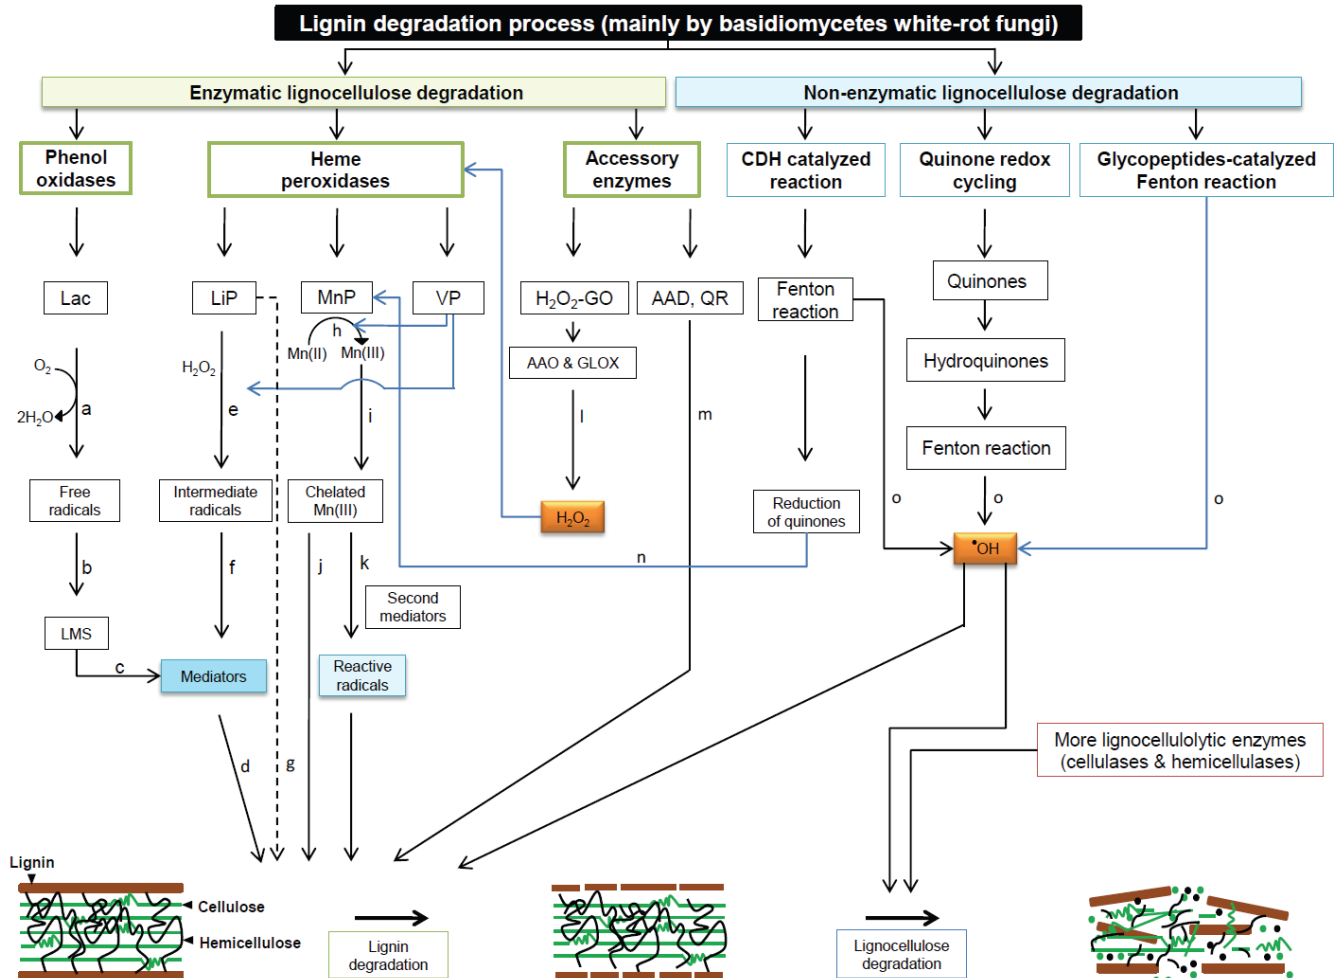 Lignin degradation process (mainly by basidiomycetes white-rot fungi)
Enzymatic lignocellulose degradation
Non-enzymatic lignocellulose degradation
Phenol
oxidases
Heme
peroxidases
Accessory
enzymes
CDH catalyzed
reaction
Quinone redox
cycling
Glycopeptides-catalyzed
Fenton reaction
Lac
LiP
MnP
VP
H₂O₂-GO
AAD, QR
Fenton
reaction
Quinones
h
Mn(II)
Mn(III)
O₂
2H₂O
a
H₂O₂
e
i
AAO & GLOX
l
m
Hydroquinones
Fenton reaction
Free
radicals
Intermediate
radicals
Chelated
Mn(III)
H₂O₂
Reduction
of quinones
o
o
o
•OH
b
f
j
k
n
Second
mediators
LMS
c
Mediators
Reactive
radicals
d
g
More lignocellulolytic enzymes
(cellulases & hemicellulases)
Lignin
Cellulose
Hemicellulose
Lignin
degradation
Lignocellulose
degradation